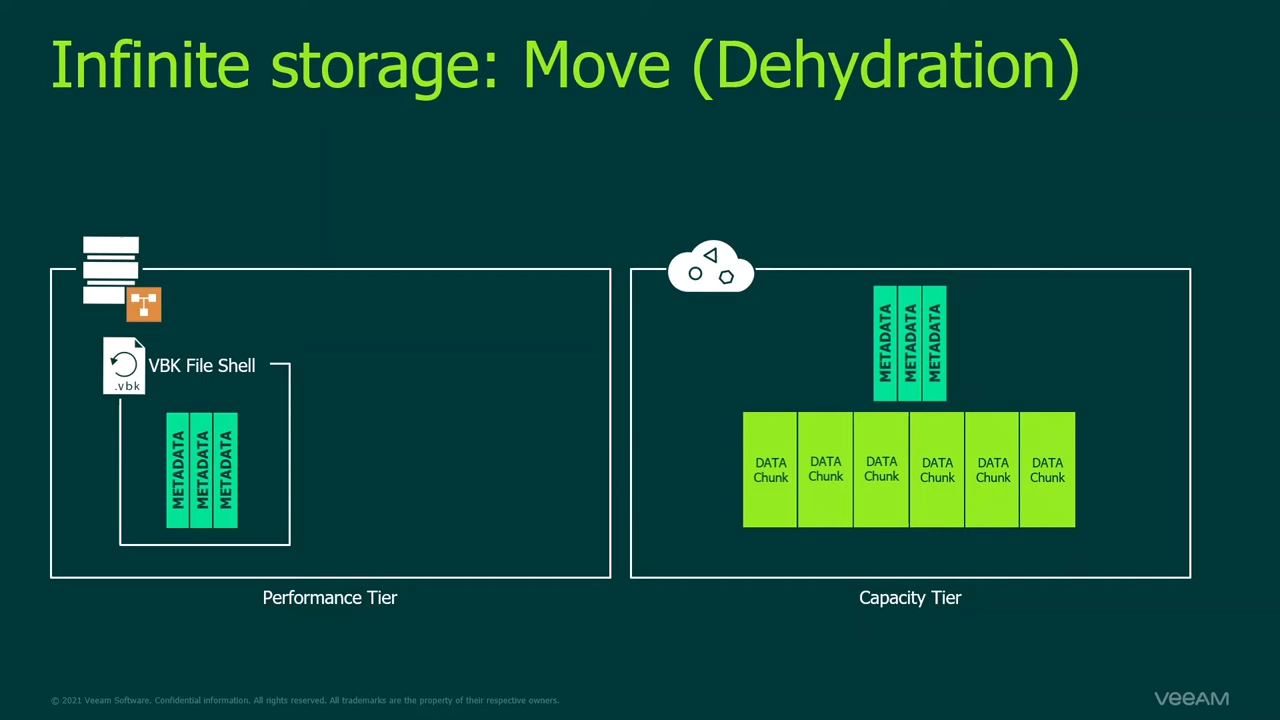 Infinite storage: Move (Dehydration)
.vbk
VBK File Shell
METADATA
METADATA
METADATA
Performance Tier
METADATA
METADATA
METADATA
DATA
Chunk
DATA
Chunk
DATA
Chunk
DATA
Chunk
DATA
Chunk
DATA
Chunk
Capacity Tier
© 2021 Veeam Software. Confidential information. All rights reserved. All trademarks are the property of their respective owners.
veeAM